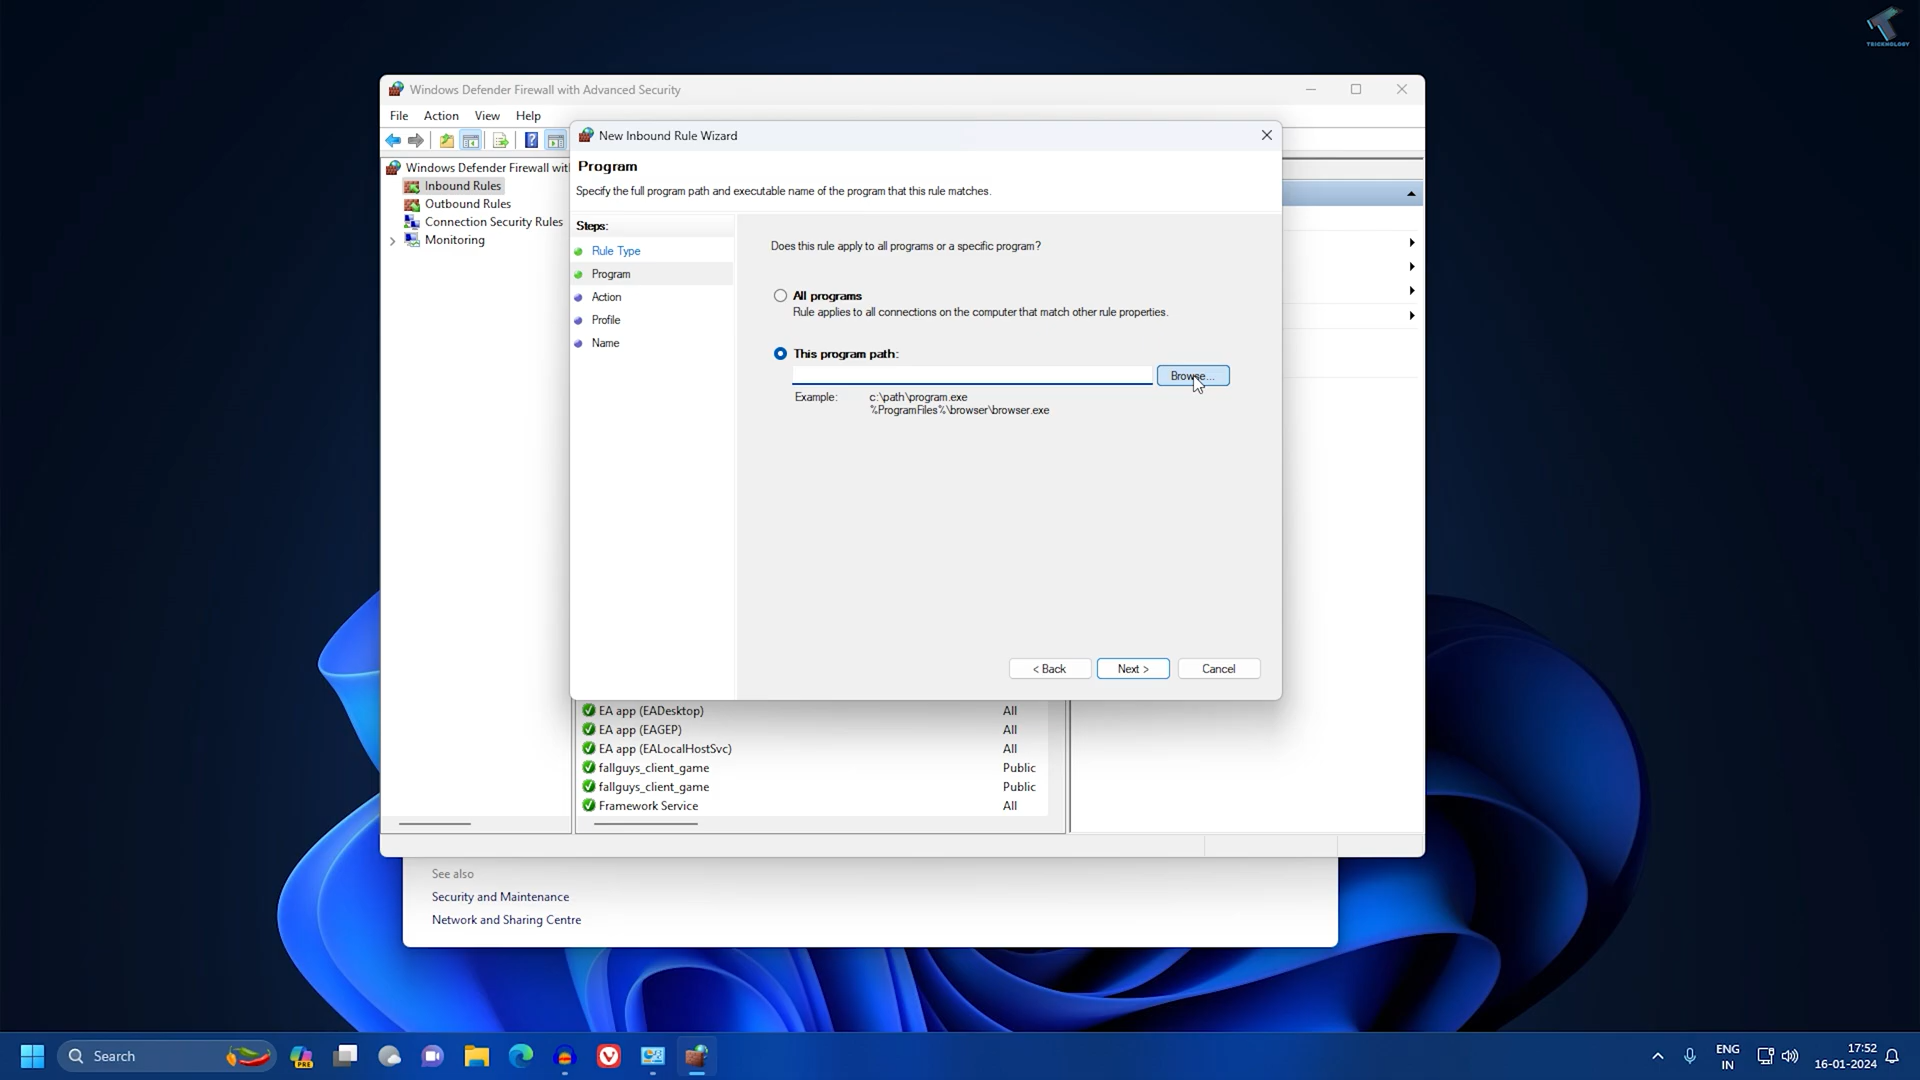 TRICKNOLOGY
Windows Defender Firewall with Advanced Security
File Action View Help
New Inbound Rule Wizard
Windows Defender Firewall wit
Inbound Rules
Outbound Rules
Connection Security Rules
Monitoring
Program
Specify the full program path and executable name of the program that this rule matches.
Steps:
Rule Type
Program
Action
Profile
Name
Does this rule apply to all programs or a specific program?
All programs
Rule applies to all connections on the computer that match other rule properties.
This program path:
Browse...
Example: c:\path\program.exe
%ProgramFiles%\browser\browser.exe
< Back Next > Cancel
EA app (EADesktop) All
EA app (EAGEP) All
EA app (EALocalHostSvc) All
fallguys_client_game Public
fallguys_client_game Public
Framework Service All
See also
Security and Maintenance
Network and Sharing Centre
Search
PRE
ENG
IN
17:52
16-01-2024